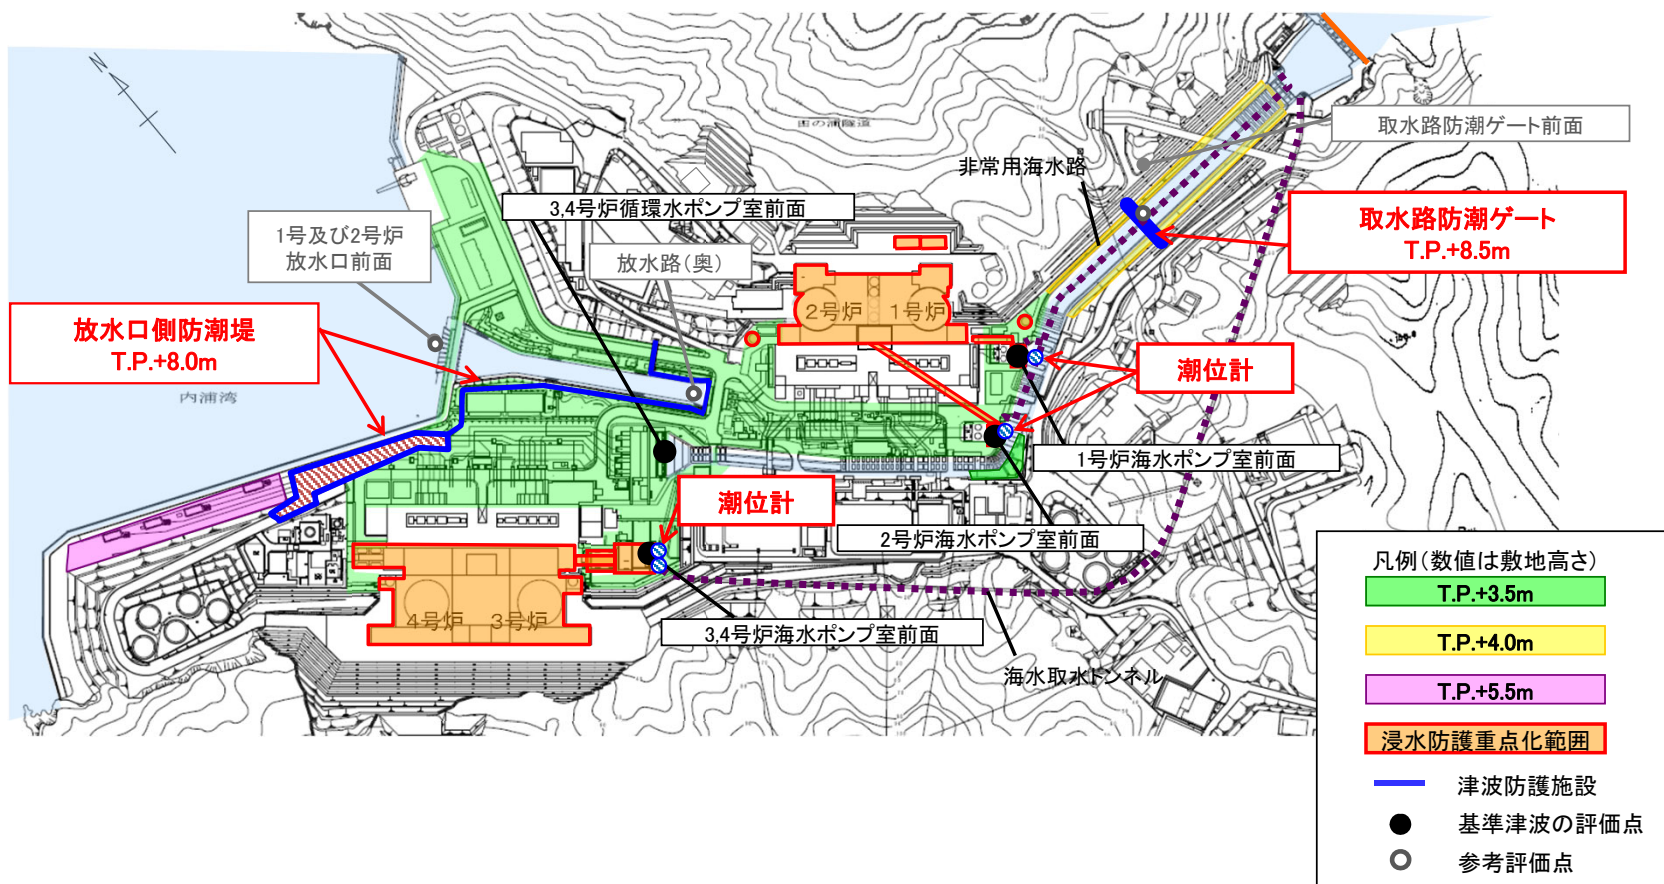 N
田の浦隧道
取水路防潮ゲート前面
非常用海水路
3,4号炉循環水ポンプ室前面
取水路防潮ゲート
T.P.+8.5m
1号及び2号炉
放水口前面
放水路(奥)
2号炉
1号炉
放水口側防潮堤
T.P.+8.0m
潮位計
内浦湾
1号炉海水ポンプ室前面
潮位計
2号炉海水ポンプ室前面
4号炉
3号炉
3,4号炉海水ポンプ室前面
海水取水トンネル
凡例(数値は敷地高さ)
T.P.+3.5m
T.P.+4.0m
T.P.+5.5m
浸水防護重点化範囲
津波防護施設
基準津波の評価点
参考評価点